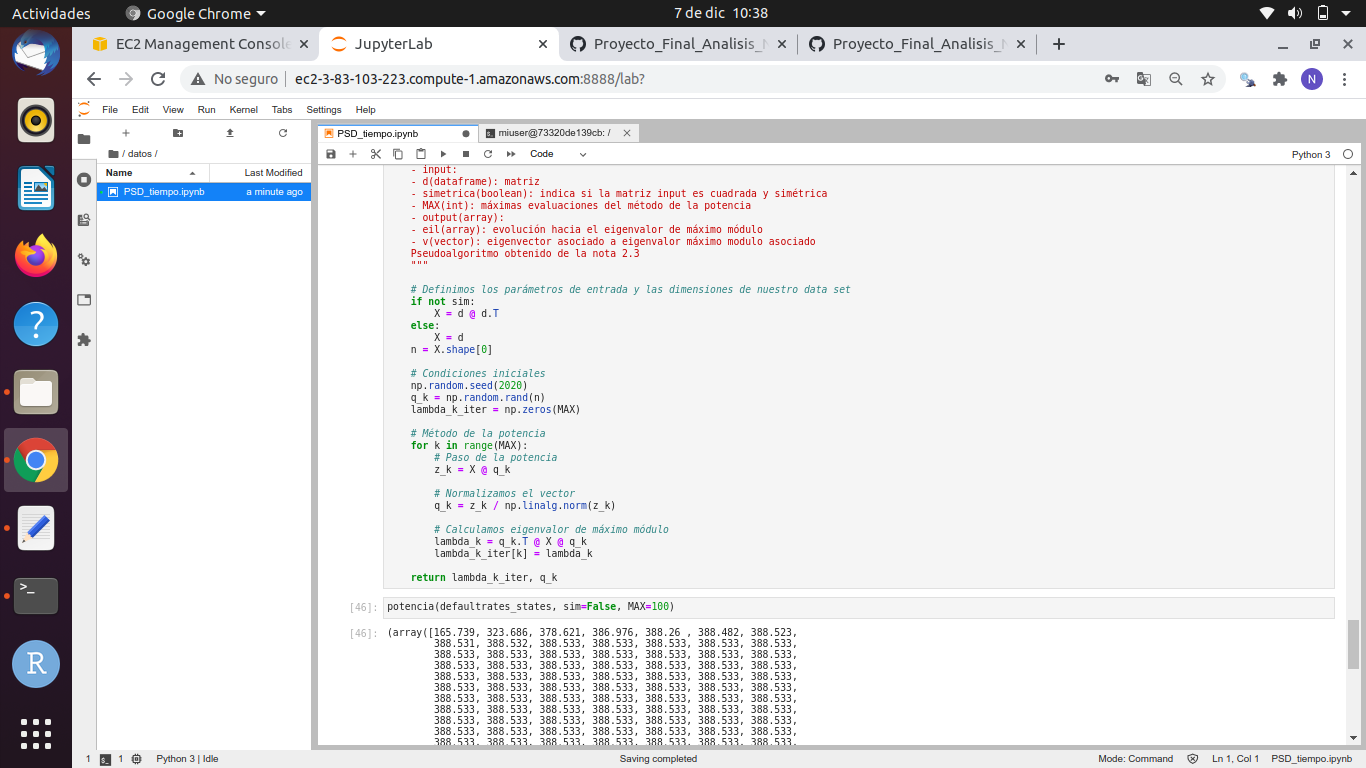 Actividades
Google Chrome
7 de dic 10:38
EC2 Management Console
JupyterLab
Proyecto_Final_Analisis_
Proyecto_Final_Analisis_
No seguro
ec2-3-83-103-223.compute-1.amazonaws.com:8888/lab?
N
File Edit View Run Kernel Tabs Settings Help
/ datos /
Name
Last Modified
PSD_tiempo.ipynb
a minute ago
PSD_tiempo.ipynb
miuser@73320de139cb: /
Code
Python 3
- input:
- d(dataframe): matriz
- simetrica(boolean): indica si la matriz input es cuadrada y simétrica
- MAX(int): máximas evaluaciones del método de la potencia
- output(array):
- eil(array): evolución hacia el eigenvalor de máximo módulo
- v(vector): eigenvector asociado a eigenvalor máximo modulo asociado
Pseudoalgoritmo obtenido de la nota 2.3
"""
# Definimos los parámetros de entrada y las dimensiones de nuestro data set
if not sim:
X = d @ d.T
else:
X = d
n = X.shape[0]
# Condiciones iniciales
np.random.seed(2020)
q_k = np.random.rand(n)
lambda_k_iter = np.zeros(MAX)
# Método de la potencia
for k in range(MAX):
# Paso de la potencia
z_k = X @ q_k
# Normalizamos el vector
q_k = z_k / np.linalg.norm(z_k)
# Calculamos eigenvalor de máximo módulo
lambda_k = q_k.T @ X @ q_k
lambda_k_iter[k] = lambda_k
return lambda_k_iter, q_k
[46]: potencia(defaultrates_states, sim=False, MAX=100)
[46]: (array([165.739, 323.686, 378.621, 386.976, 388.26 , 388.482, 388.523,
388.531, 388.532, 388.533, 388.533, 388.533, 388.533, 388.533,
388.533, 388.533, 388.533, 388.533, 388.533, 388.533, 388.533,
388.533, 388.533, 388.533, 388.533, 388.533, 388.533, 388.533,
388.533, 388.533, 388.533, 388.533, 388.533, 388.533, 388.533,
388.533, 388.533, 388.533, 388.533, 388.533, 388.533, 388.533,
388.533, 388.533, 388.533, 388.533, 388.533, 388.533, 388.533,
388.533, 388.533, 388.533, 388.533, 388.533, 388.533, 388.533,
388.533, 388.533, 388.533, 388.533, 388.533, 388.533, 388.533,
388.533, 388.533, 388.533, 388.533, 388.533, 388.533, 388.533,
388.533, 388.533, 388.533, 388.533, 388.533, 388.533, 388.533,
R
1
1
Python 3 | Idle
Saving completed
Mode: Command
Ln 1, Col 1
PSD_tiempo.ipynb